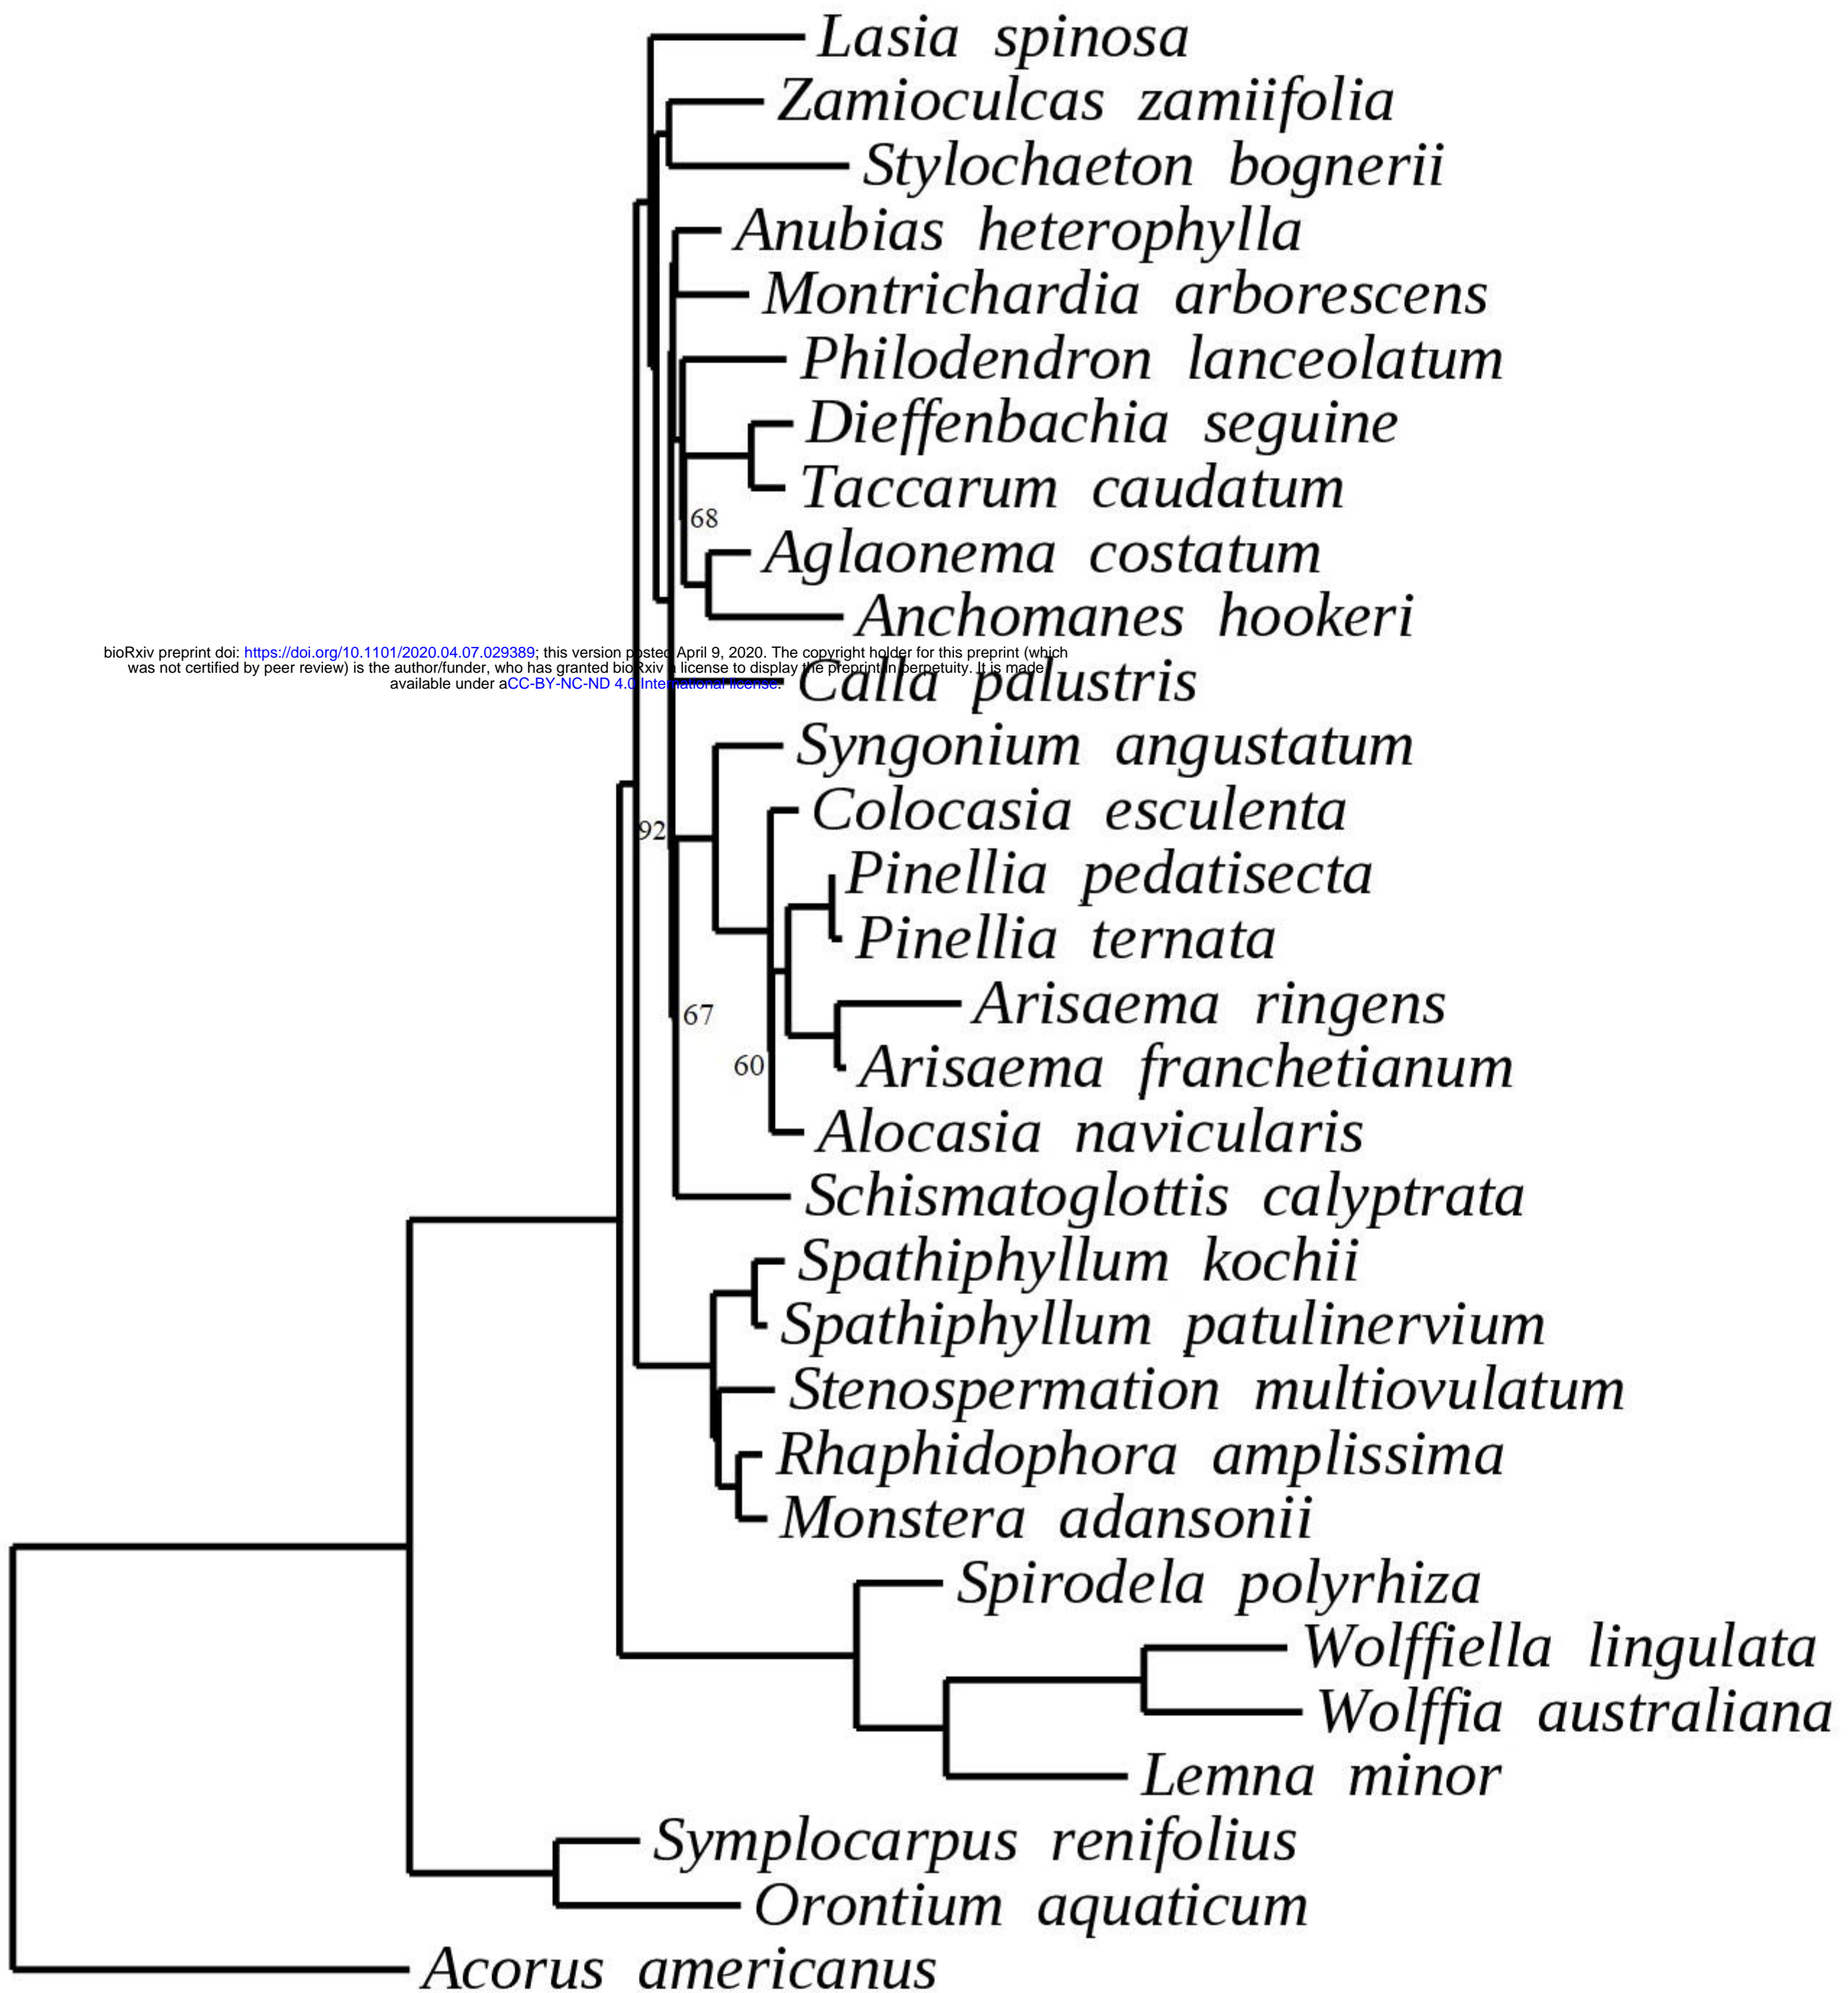 Lasia spinosa
Zamioculcas zamiifolia
Stylochaeton bognerii
Anubias heterophylla
Montrichardia arborescens
Philodendron lanceolatum
Dieffenbachia seguine
Taccarum caudatum
68
Aglaonema costatum
Anchomanes hookeri
bioRxiv preprint doi: https://doi.org/10.1101/2020.04.07.029389; this version posted April 9, 2020. The copyright holder for this preprint (which
was not certified by peer review) is the author/funder, who has granted bioRxiv a license to display the preprint in perpetuity. It is made
available under aCC-BY-NC-ND 4.0 International license.
Calla palustris
Syngonium angustatum
Colocasia esculenta
92
Pinellia pedatisecta
Pinellia ternata
Arisaema ringens
67
Arisaema franchetianum
60
Alocasia navicularis
Schismatoglottis calyptrata
Spathiphyllum kochii
Spathiphyllum patulinervium
Stenospermation multiovulatum
Rhaphidophora amplissima
Monstera adansonii
Spirodela polyrhiza
Wolffiella lingulata
Wolffia australiana
Lemna minor
Symplocarpus renifolius
Orontium aquaticum
Acorus americanus